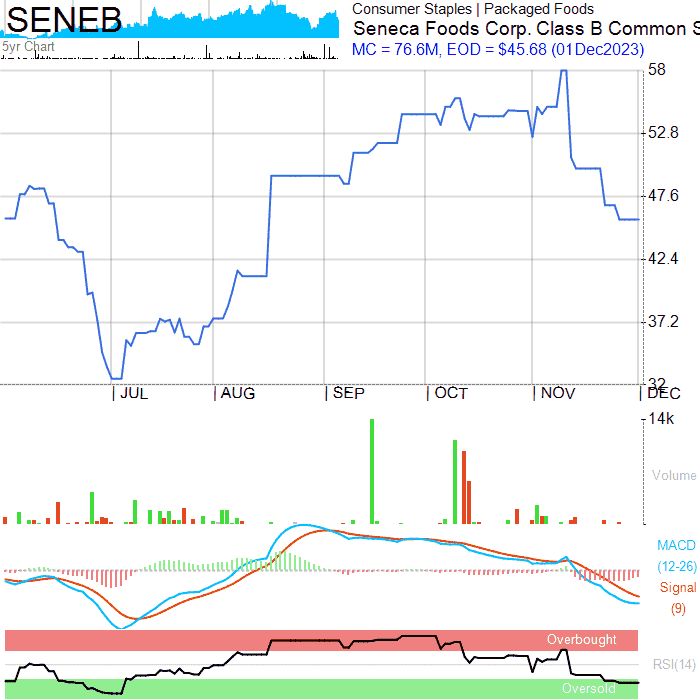 SENEB
5yr Chart
Consumer Staples | Packaged Foods
Seneca Foods Corp. Class B Common S
MC = 76.6M, EOD = $45.68 (01Dec2023)
58
52.8
47.6
42.4
37.2
32
JUL
AUG
SEP
OCT
NOV
DEC
14k
Volume
MACD
(12-26)
Signal
(9)
Overbought
RSI(14)
Oversold